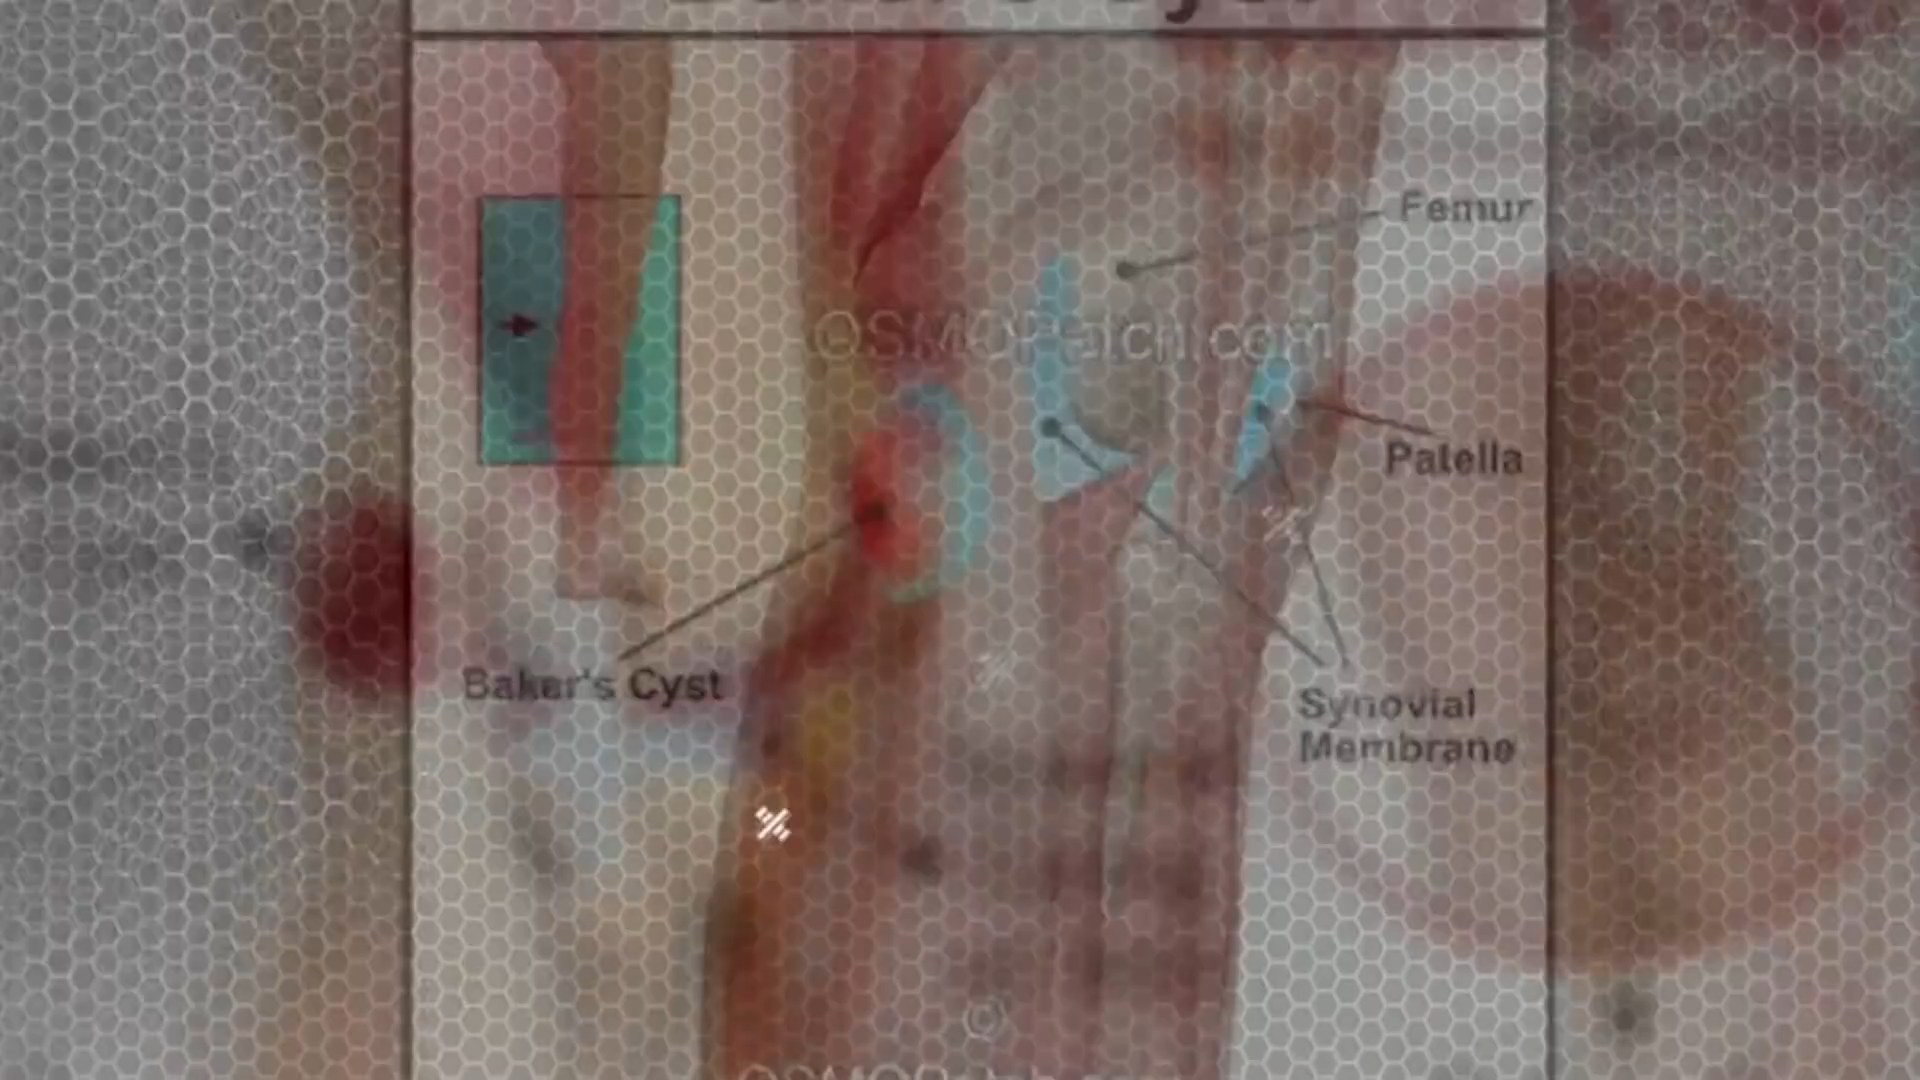 Femur
©SMOPatch.com
Patella
Baker's Cyst
Synovial
Membrane
©